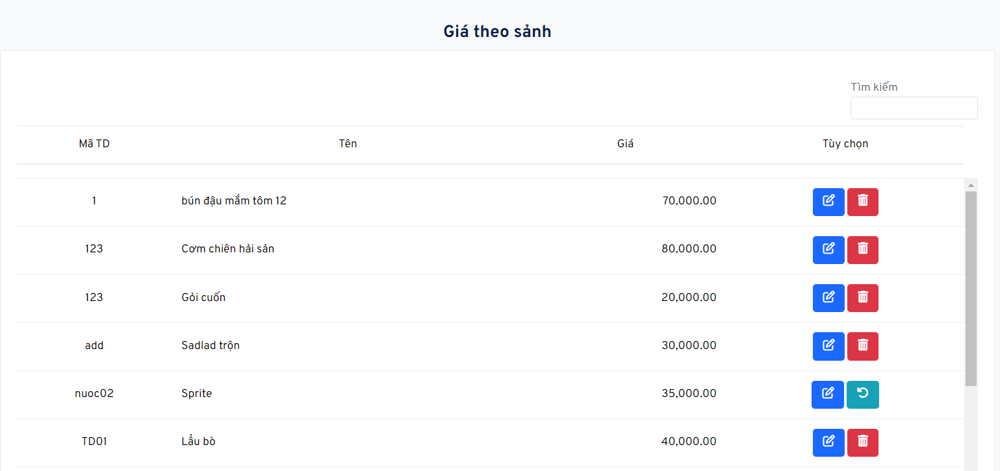 Giá theo sảnh
Tìm kiếm
Mã TD Tên Giá Tùy chọn
1 bún đậu mắm tôm 12 70,000.00
123 Cơm chiên hải sản 80,000.00
123 Gỏi cuốn 20,000.00
add Sadlad trộn 30,000.00
nuoc02 Sprite 35,000.00
TD01 Lẩu bò 40,000.00